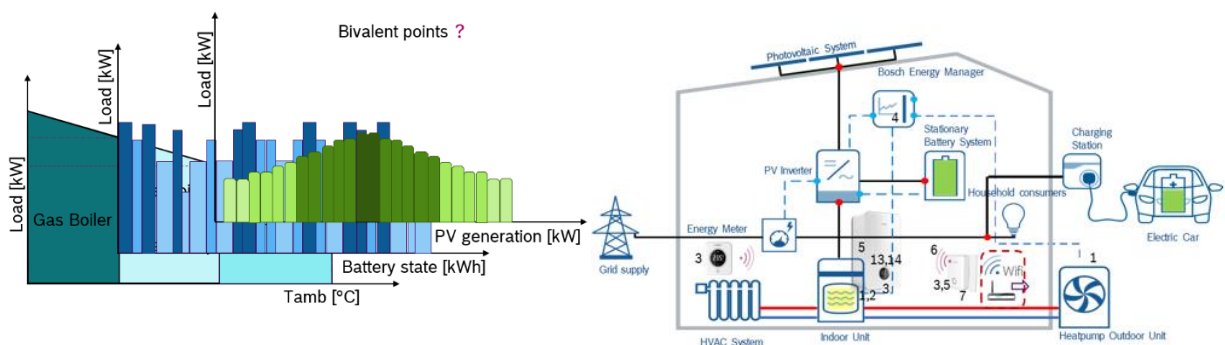 Bivalent points ?
Load [kW]
Load [kW]
Load [kW]
Gas Boiler
PV generation [kW]
Battery state [kWh]
Tamb [°C]
Photovoltaic System
Bosch Energy Manager
4
Stationary
Battery System
Charging
Station
PV Inverter
Household consumers
Energy Meter
Electric Car
Grid supply
3
5
13,14
3
1,2
6
3,5
7
Wifi
1
HVAC System
Indoor Unit
Heatpump Outdoor Unit